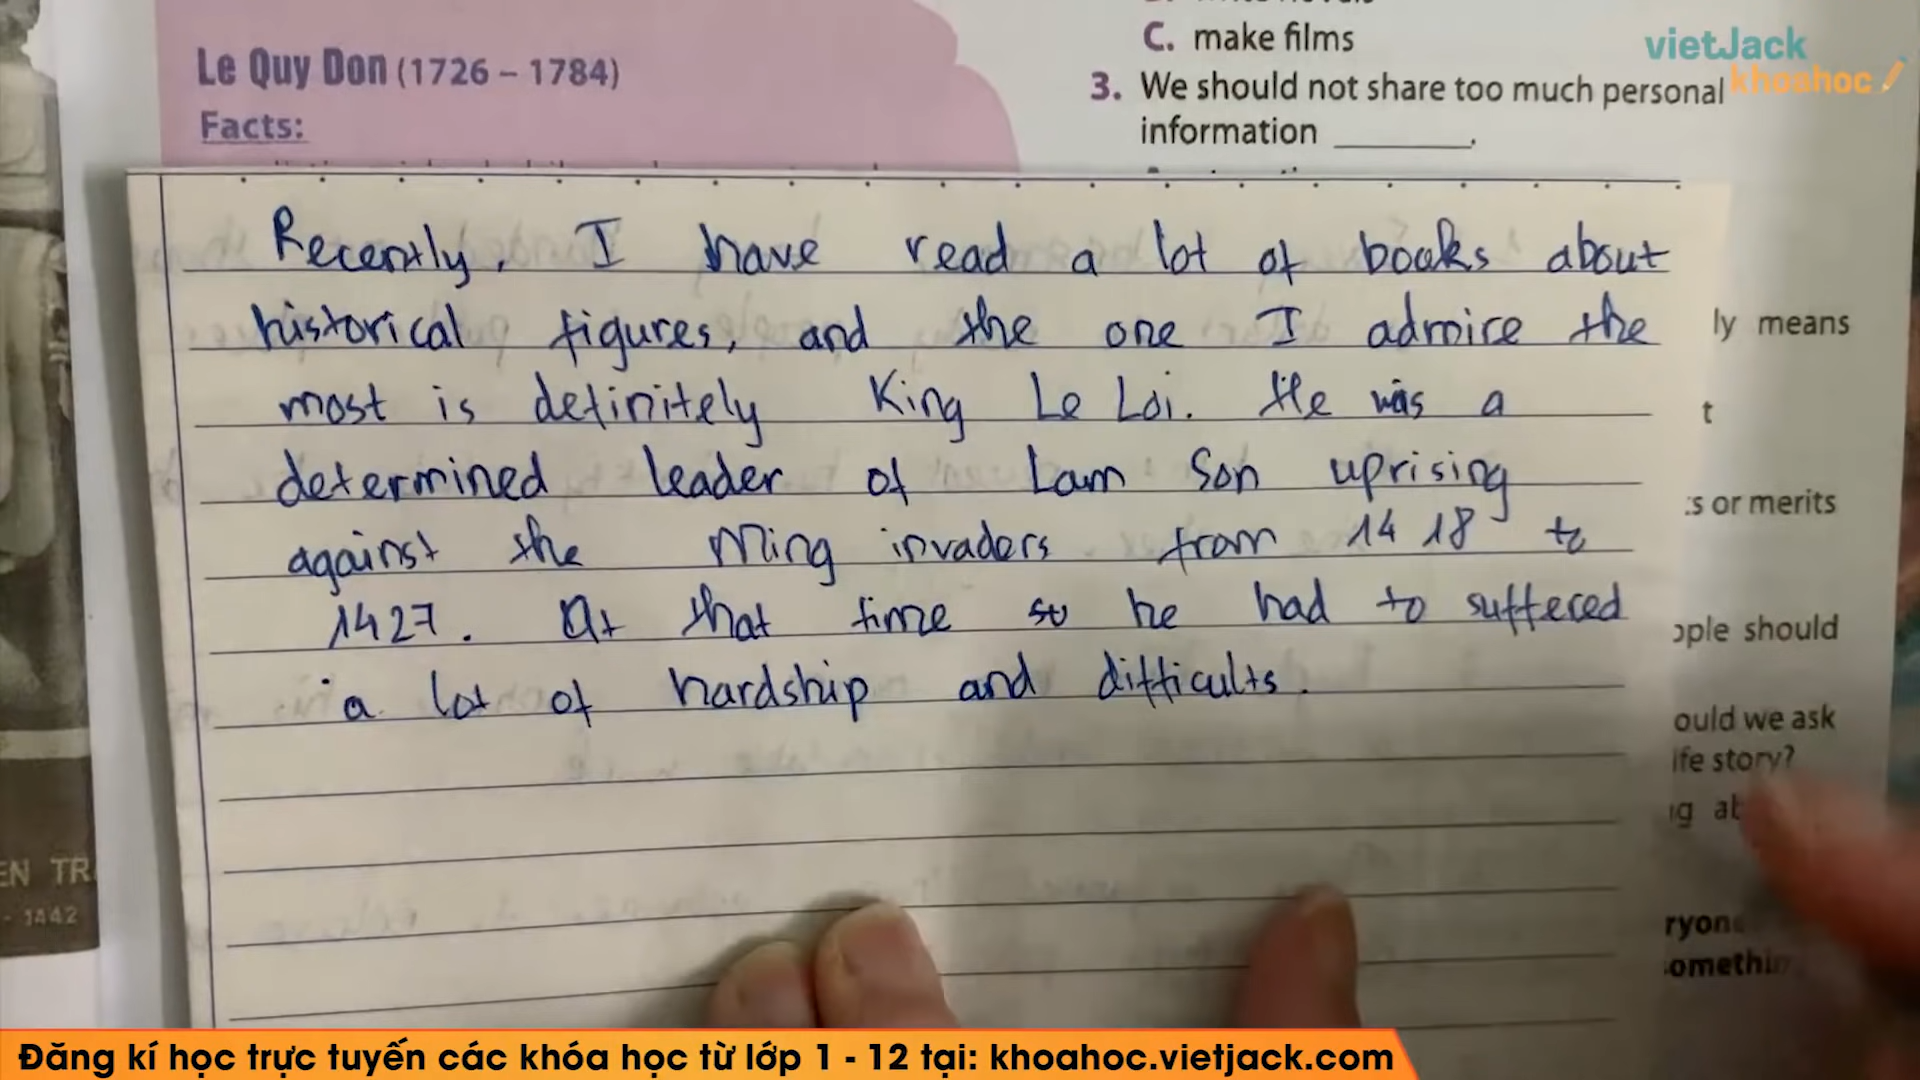 C. make films
vietJack
khoahoc
Le Quy Don (1726 – 1784)
Facts:
3. We should not share too much personal
information ________.
Recently, I have read a lot of books about
historical figures, and the one I admire the
most is definitely King Le Loi. He was a
determined leader of Lam Son uprising
against the Ming invaders from 1418 to
1427. At that time he had to suffered
a lot of hardship and difficults.
ly means
t
s or merits
ople should
ould we ask
ife story?
g ab
ryon
omethin
EN TR
- 1442
Đăng kí học trực tuyến các khóa học từ lớp 1 - 12 tại: khoahoc.vietjack.com